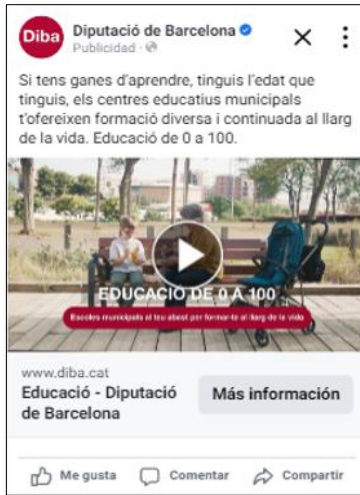 Diba
Diputació de Barcelona
Publicidad
Si tens ganes d'aprendre, tinguis l'edat que
tinguis, els centres educatius municipals
t'ofereixen formació diversa i continuada al llarg
de la vida. Educació de 0 a 100.
EDUCACIÓ DE 0 A 100
Escoles municipals al teu abast per formar-te al llarg de la vida
www.diba.cat
Educació - Diputació
de Barcelona
Más información
Me gusta
Comentar
Compartir